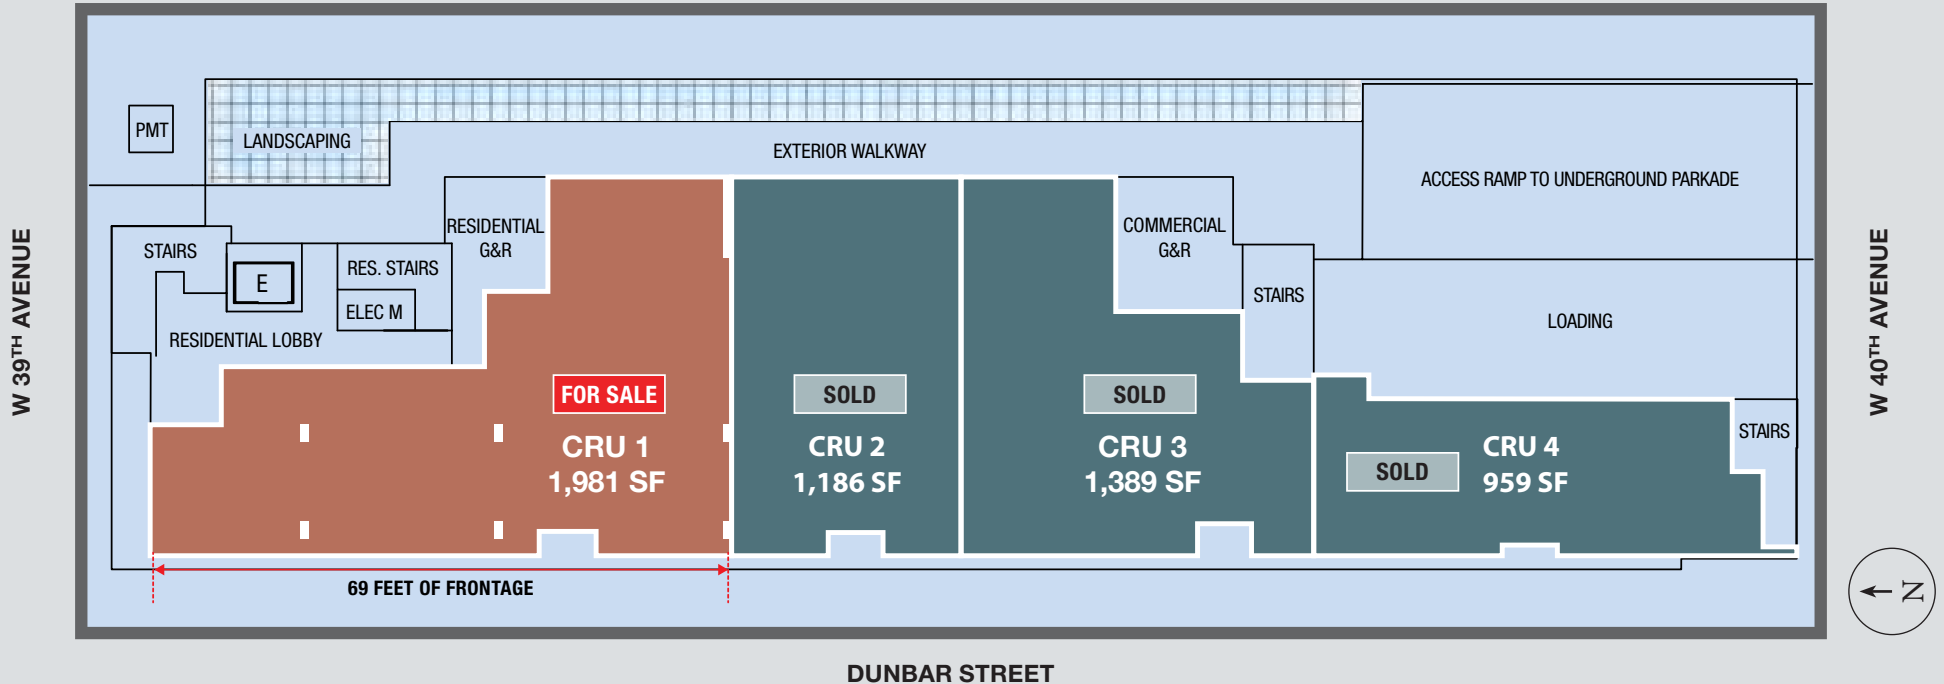 PMT
LANDSCAPING
EXTERIOR WALKWAY
ACCESS RAMP TO UNDERGROUND PARKADE
STAIRS
E
RES. STAIRS
ELEC M
RESIDENTIAL LOBBY
RESIDENTIAL
G&R
COMMERCIAL
G&R
STAIRS
LOADING
STAIRS
FOR SALE
CRU 1
1,981 SF
SOLD
CRU 2
1,186 SF
SOLD
CRU 3
1,389 SF
SOLD
CRU 4
959 SF
69 FEET OF FRONTAGE
W 39TH AVENUE
W 40TH AVENUE
N
DUNBAR STREET